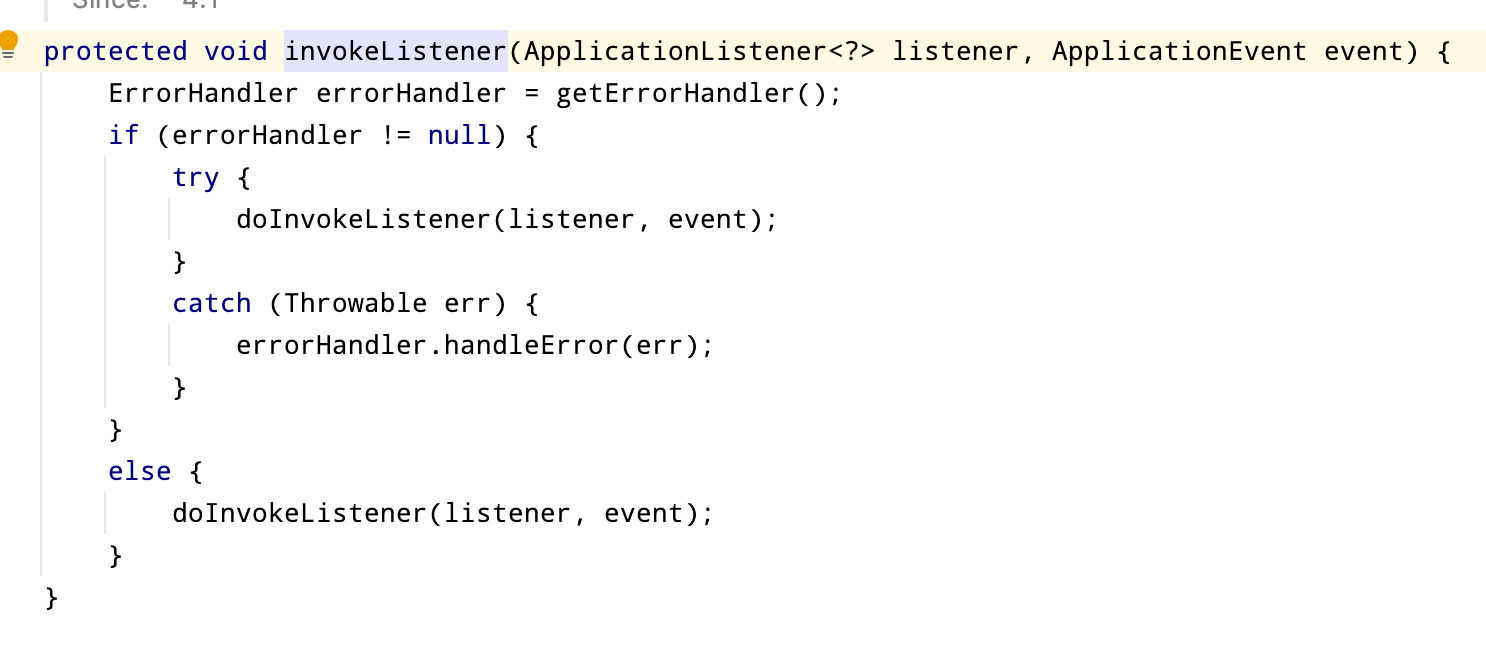 Since: 4.1
protected void invokeListener(ApplicationListener<?> listener, ApplicationEvent event) {
    ErrorHandler errorHandler = getErrorHandler();
    if (errorHandler != null) {
        try {
            doInvokeListener(listener, event);
        }
        catch (Throwable err) {
            errorHandler.handleError(err);
        }
    }
    else {
        doInvokeListener(listener, event);
    }
}